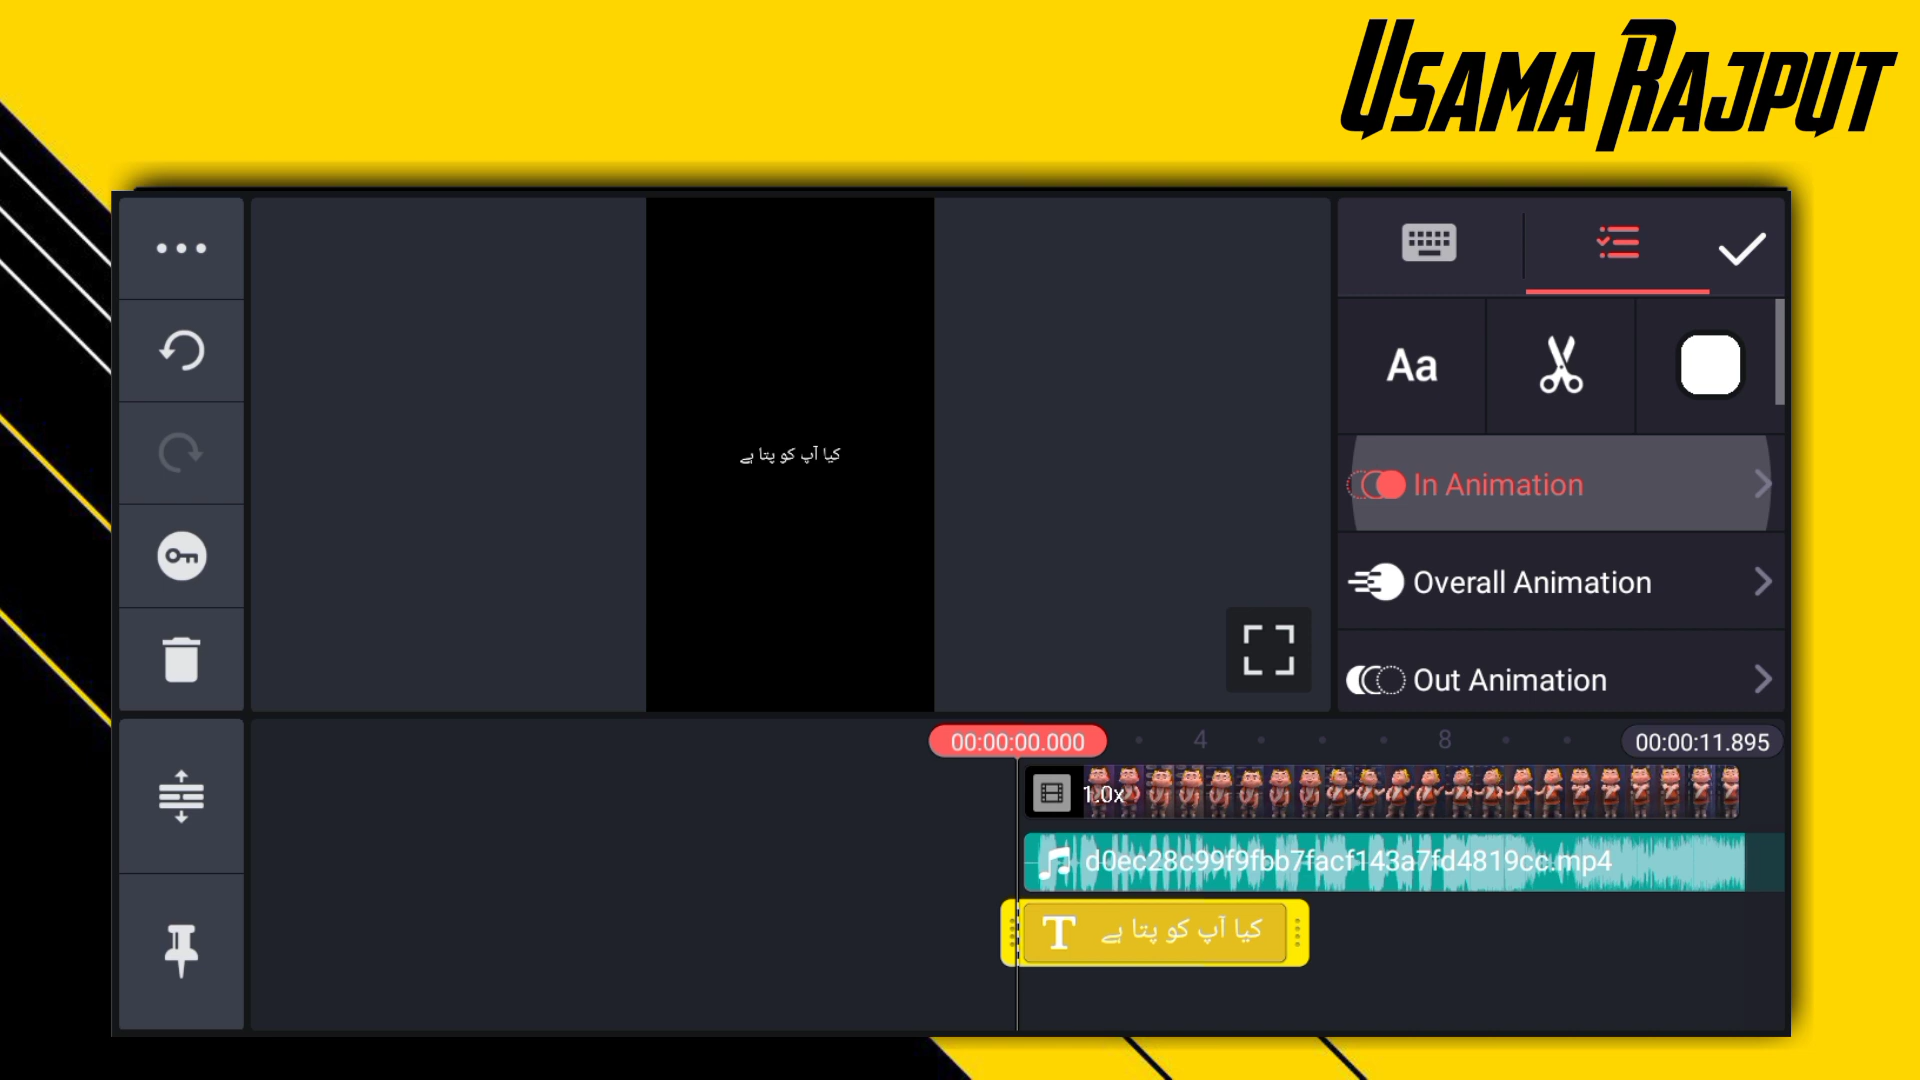 Usama Rajput
Aa
کیا آپ کو پتا ہے
In Animation
Overall Animation
Out Animation
00:00:00.000
4
8
00:00:11.895
1.0x
d0ec28c99f9fbb7facf143a7fd4819cc.mp4
T کیا آپ کو پتا ہے